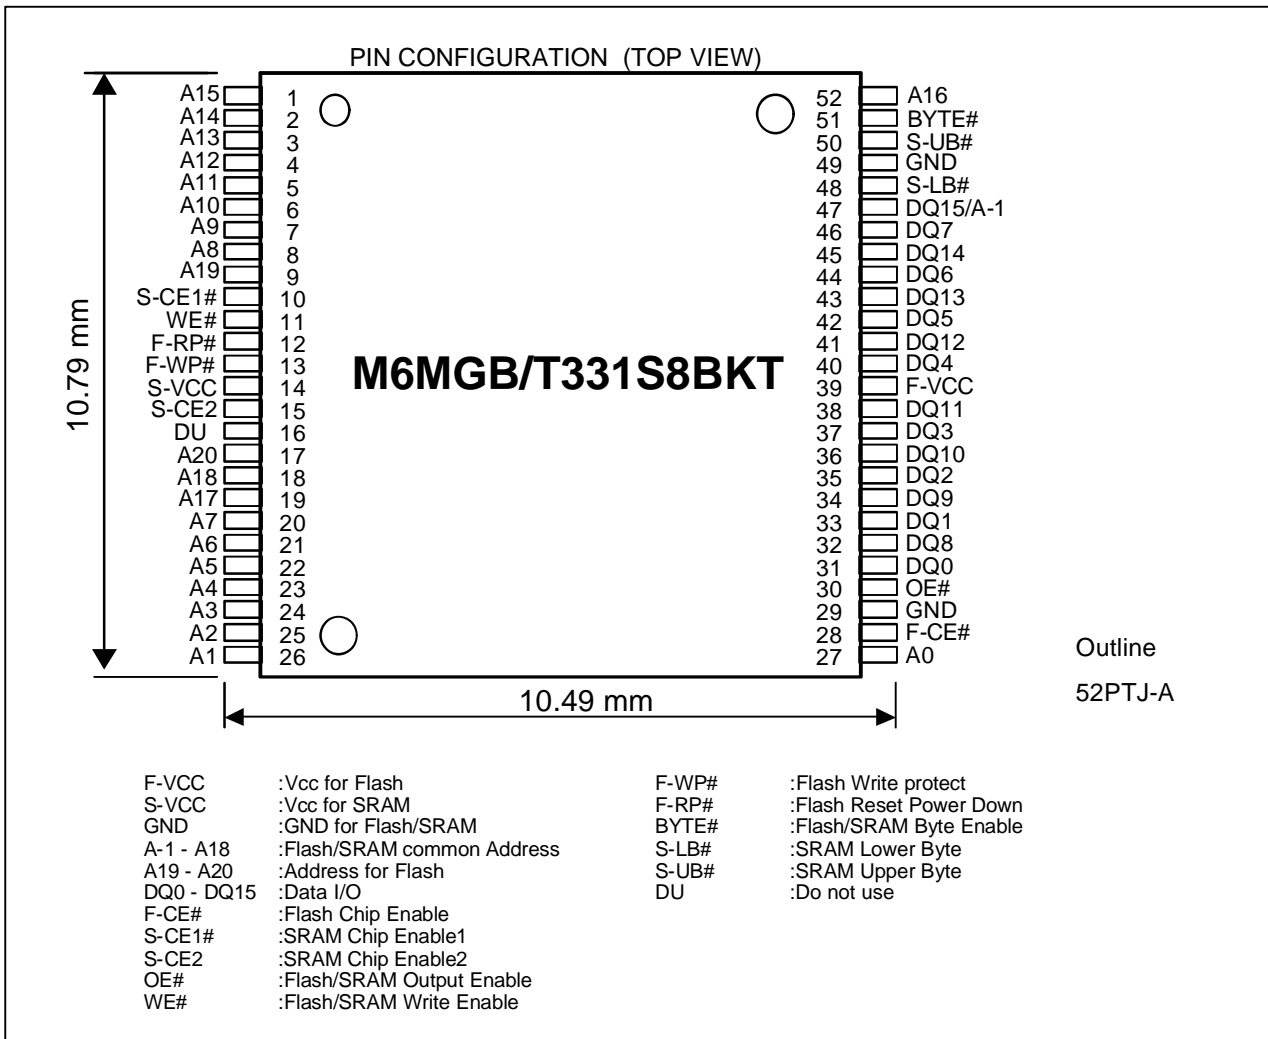 PIN CONFIGURATION (TOP VIEW)
A15 1 52 A16
A14 2 51 BYTE#
A13 3 50 S-UB#
A12 4 49 GND
A11 5 48 S-LB#
A10 6 47 DQ15/A-1
A9 7 46 DQ7
A8 8 45 DQ14
A19 9 44 DQ6
S-CE1# 10 43 DQ13
WE# 11 42 DQ5
F-RP# 12 41 DQ12
F-WP# 13 40 DQ4
S-VCC 14 39 F-VCC
S-CE2 15 38 DQ11
DU 16 37 DQ3
A20 17 36 DQ10
A18 18 35 DQ2
A17 19 34 DQ9
A7 20 33 DQ1
A6 21 32 DQ8
A5 22 31 DQ0
A4 23 30 OE#
A3 24 29 GND
A2 25 28 F-CE#
A1 26 27 A0
M6MGB/T331S8BKT
10.79 mm
10.49 mm
Outline
52PTJ-A
F-VCC :Vcc for Flash
S-VCC :Vcc for SRAM
GND :GND for Flash/SRAM
A-1 - A18 :Flash/SRAM common Address
A19 - A20 :Address for Flash
DQ0 - DQ15 :Data I/O
F-CE# :Flash Chip Enable
S-CE1# :SRAM Chip Enable1
S-CE2 :SRAM Chip Enable2
OE# :Flash/SRAM Output Enable
WE# :Flash/SRAM Write Enable
F-WP# :Flash Write protect
F-RP# :Flash Reset Power Down
BYTE# :Flash/SRAM Byte Enable
S-LB# :SRAM Lower Byte
S-UB# :SRAM Upper Byte
DU :Do not use